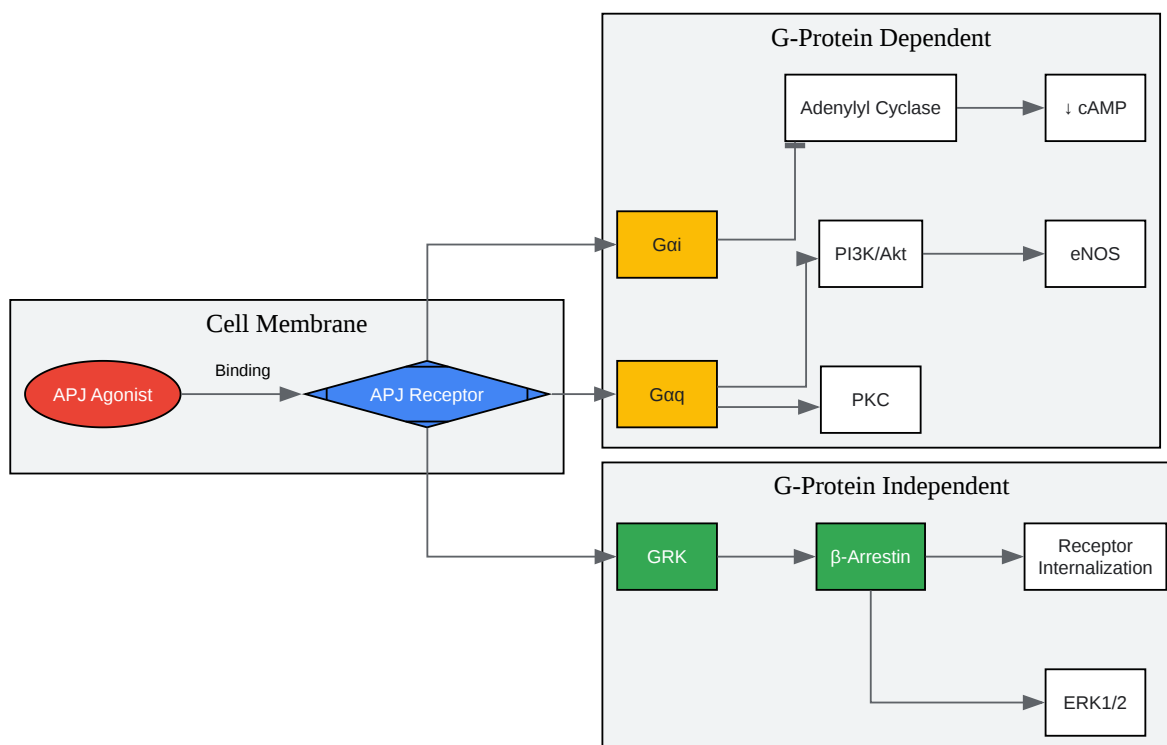 G-Protein Dependent
Adenylyl Cyclase
↓ cAMP
Gαi
PI3K/Akt
eNOS
Cell Membrane
APJ Agonist
Binding
APJ Receptor
Gαq
PKC
G-Protein Independent
GRK
β-Arrestin
Receptor
Internalization
ERK1/2